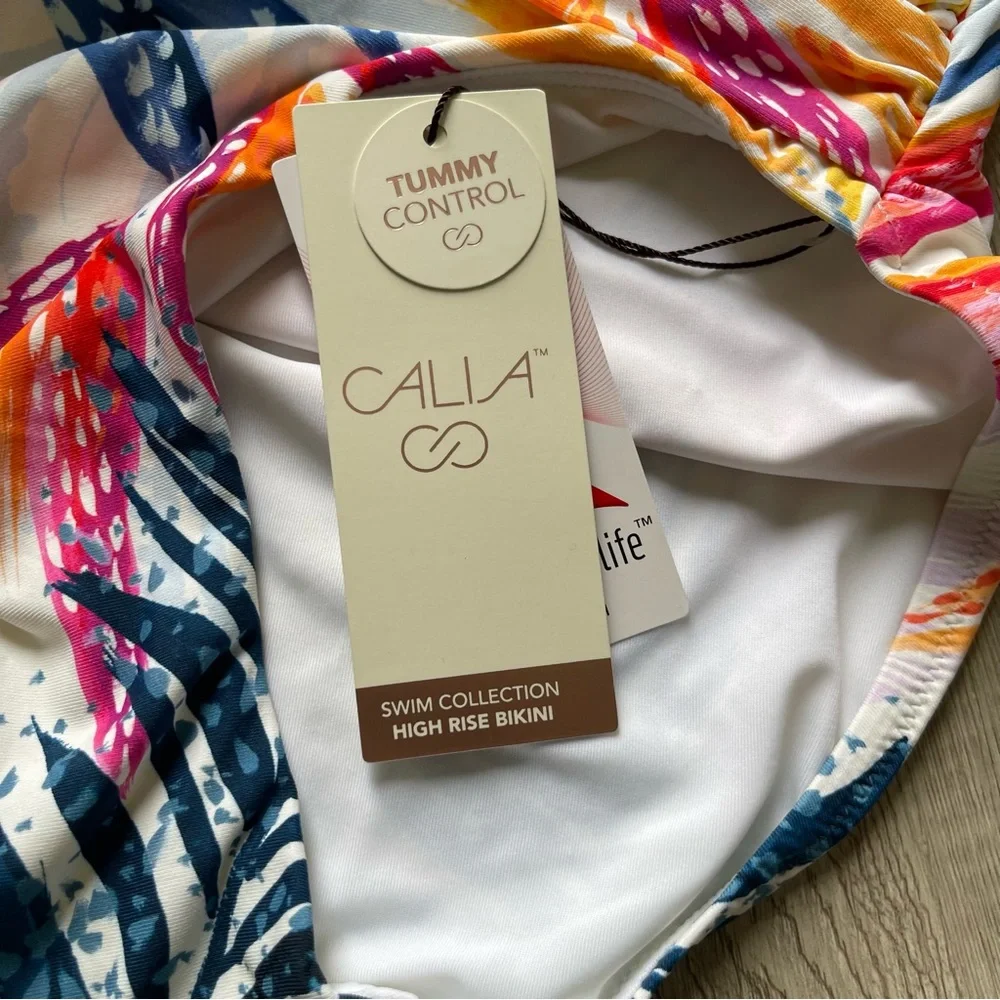 TUMMY
CONTROL
CALIA™
life™
SWIM COLLECTION
HIGH RISE BIKINI